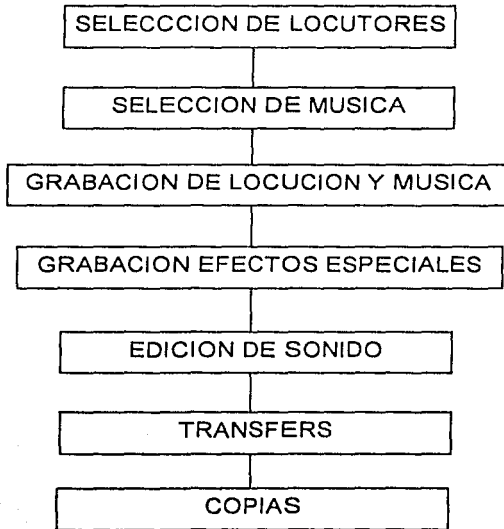 SELECCCION DE LOCUTORES
SELECCION DE MUSICA
GRABACION DE LOCUCION Y MUSICA
GRABACION EFECTOS ESPECIALES
EDICION DE SONIDO
TRANSFERS
COPIAS